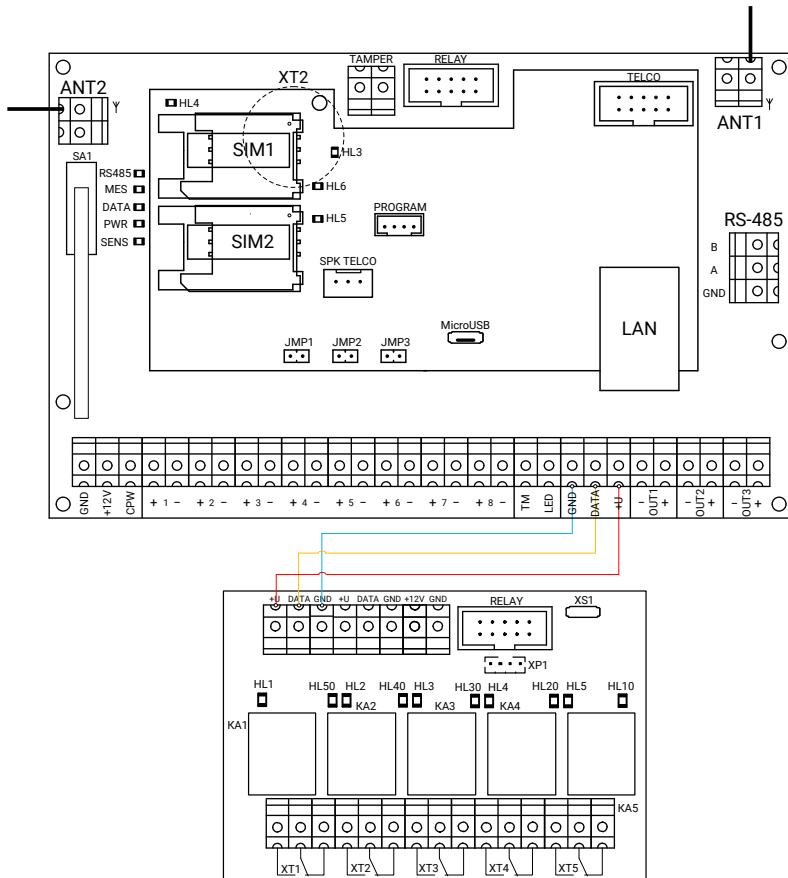 TAMPER RELAY
XT2
TELCO
ANT2
HL4
ANT1
SIM1
HL3
SA1
RS485
HL6
MES
DATA
PROGRAM
RS-485
PWR
HL5
SENS
SIM2
B
SPK TELCO
A
GND
LAN
MicroUSB
JMP1 JMP2 JMP3
GND +12V CPW + 1 − + 2 − + 3 − + 4 − + 5 − + 6 − + 7 − + 8 − TM LED GND DATA +U − OUT1 + − OUT2 + − OUT3 +
+U DATA GND +U DATA GND +12V GND
RELAY XS1
XP1
HL1 HL50 HL2 HL40 HL3 HL30 HL4 HL20 HL5 HL10
KA1 KA2 KA3 KA4
KA5
XT1 XT2 XT3 XT4 XT5